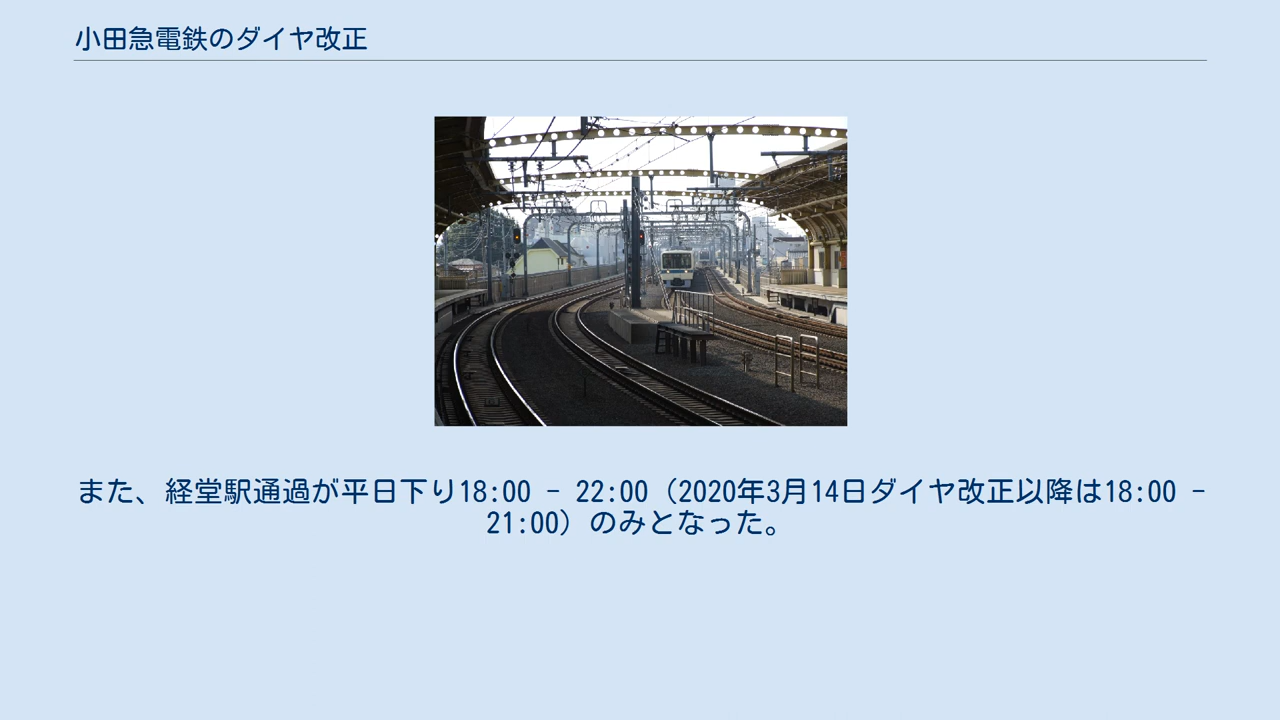 小田急電鉄のダイヤ改正
また、経堂駅通過が平日下り18:00 - 22:00（2020年3月14日ダイヤ改正以降は18:00 -
21:00）のみとなった。